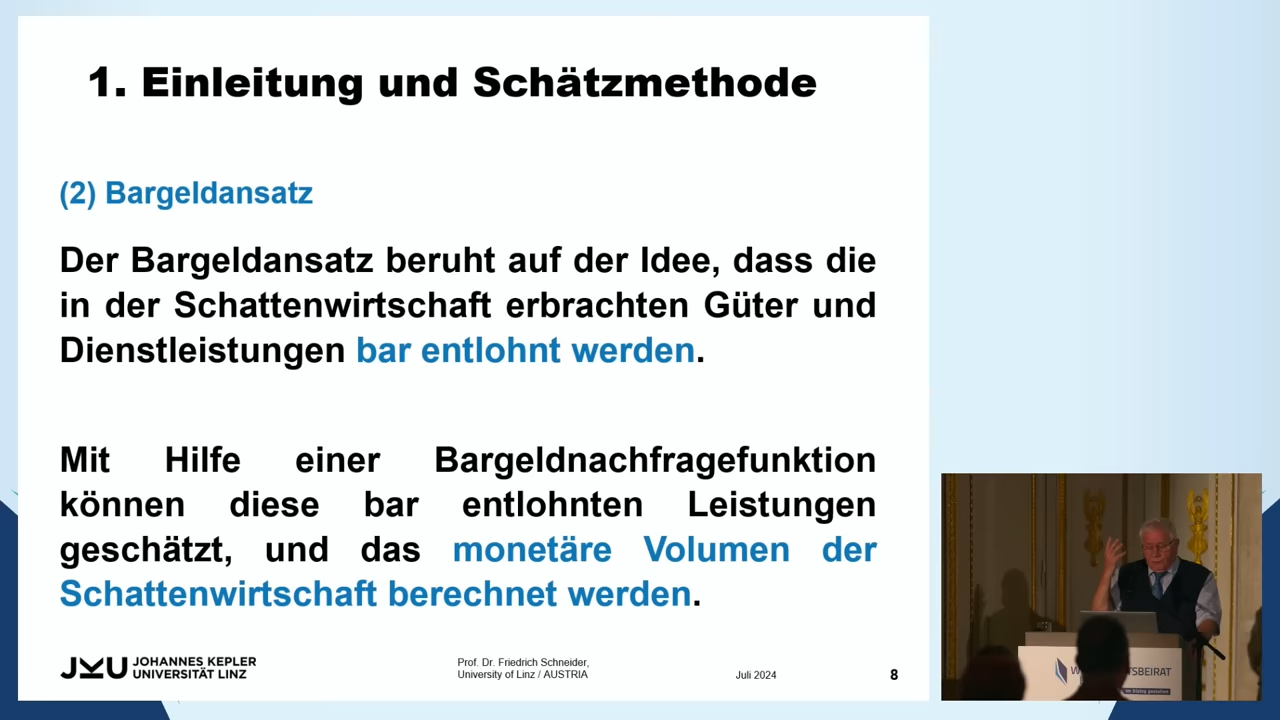 1. Einleitung und Schätzmethode
(2) Bargeldansatz
Der Bargeldansatz beruht auf der Idee, dass die
in der Schattenwirtschaft erbrachten Güter und
Dienstleistungen bar entlohnt werden.
Mit Hilfe einer Bargeldnachfragefunktion
können diese bar entlohnten Leistungen
geschätzt, und das monetäre Volumen der
Schattenwirtschaft berechnet werden.
JKU JOHANNES KEPLER
UNIVERSITÄT LINZ
Prof. Dr. Friedrich Schneider,
University of Linz / AUSTRIA
Juli 2024
8